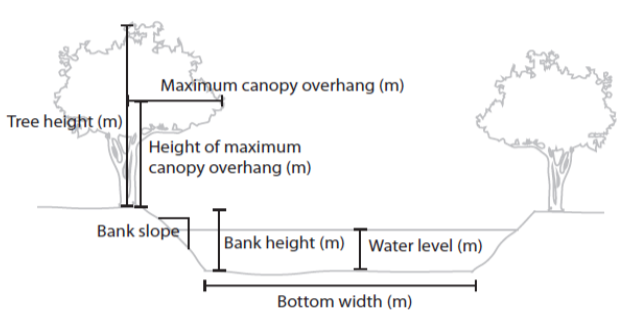 Maximum canopy overhang (m)
Tree height (m)
Height of maximum
canopy overhang (m)
Bank slope
Bank height (m)
Water level (m)
Bottom width (m)